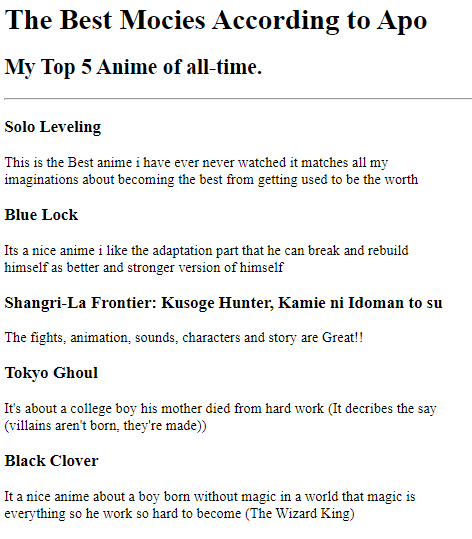 The Best Mocies According to Apo
My Top 5 Anime of all-time.
Solo Leveling
This is the Best anime i have ever never watched it matches all my
imaginations about becoming the best from getting used to be the worth
Blue Lock
Its a nice anime i like the adaptation part that he can break and rebuild
himself as better and stronger version of himself
Shangri-La Frontier: Kusoge Hunter, Kamie ni Idoman to su
The fights, animation, sounds, characters and story are Great!!
Tokyo Ghoul
It's about a college boy his mother died from hard work (It decribes the say
(villains aren't born, they're made))
Black Clover
It a nice anime about a boy born without magic in a world that magic is
everything so he work so hard to become (The Wizard King)